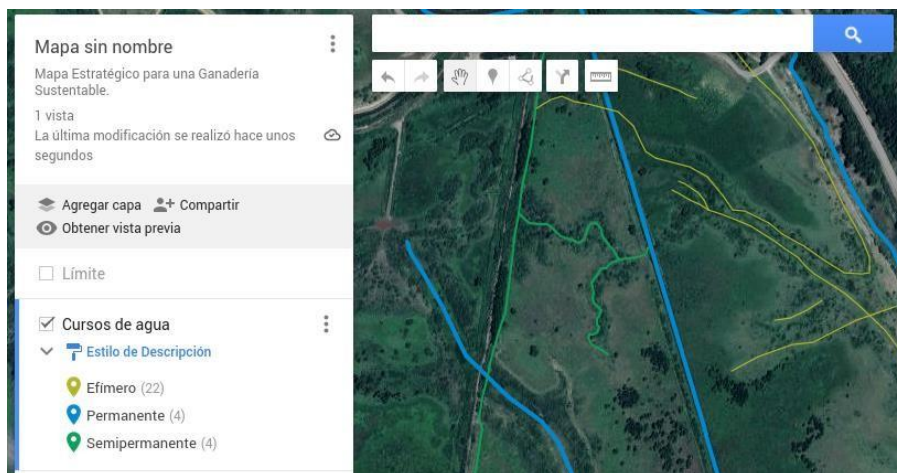 Mapa sin nombre
Mapa Estratégico para una Ganadería
Sustentable.
1 vista
La última modificación se realizó hace unos
segundos
Agregar capa Compartir
Obtener vista previa
Límite
Cursos de agua
Estilo de Descripción
Efímero (22)
Permanente (4)
Semipermanente (4)